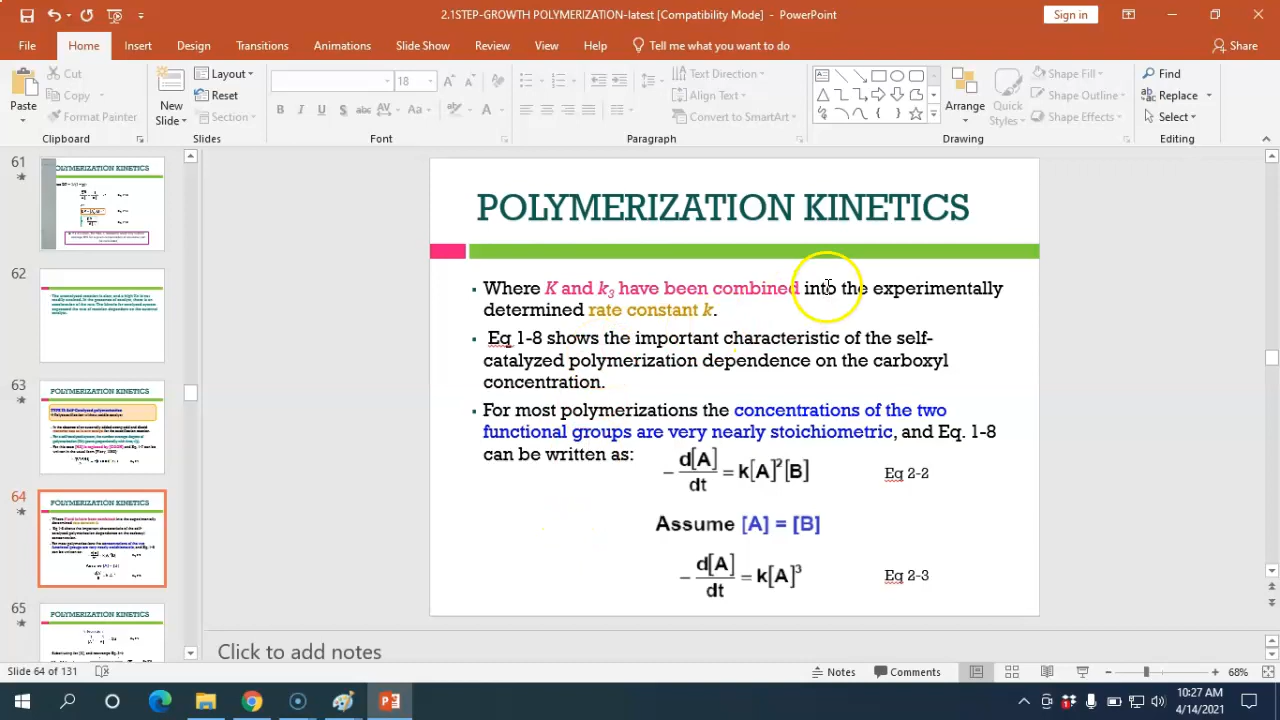 2.1STEP-GROWTH POLYMERIZATION-latest [Compatibility Mode] - PowerPoint
Sign in
File Home Insert Design Transitions Animations Slide Show Review View Help Tell me what you want to do Share
Paste
Cut
Copy
Format Painter
Clipboard
New Slide
Layout
Reset
Section
Slides
18
Font
Text Direction
Align Text
Convert to SmartArt
Paragraph
Arrange
Quick Styles
Shape Fill
Shape Outline
Shape Effects
Drawing
Find
Replace
Select
Editing
61
POLYMERIZATION KINETICS
62
63
POLYMERIZATION KINETICS
64
POLYMERIZATION KINETICS
65
POLYMERIZATION KINETICS
POLYMERIZATION KINETICS
▪ Where K and k₃ have been combined into the experimentally
determined rate constant k.
▪ Eq 1-8 shows the important characteristic of the self-
catalyzed polymerization dependence on the carboxyl
concentration.
▪ For most polymerizations the concentrations of the two
functional groups are very nearly stoichiometric, and Eq. 1-8
can be written as:
− d[A]/dt = k[A]²[B] Eq 2-2
Assume [A] = [B]
− d[A]/dt = k[A]³ Eq 2-3
Click to add notes
Slide 64 of 131
Notes
Comments
68%
10:27 AM
4/14/2021